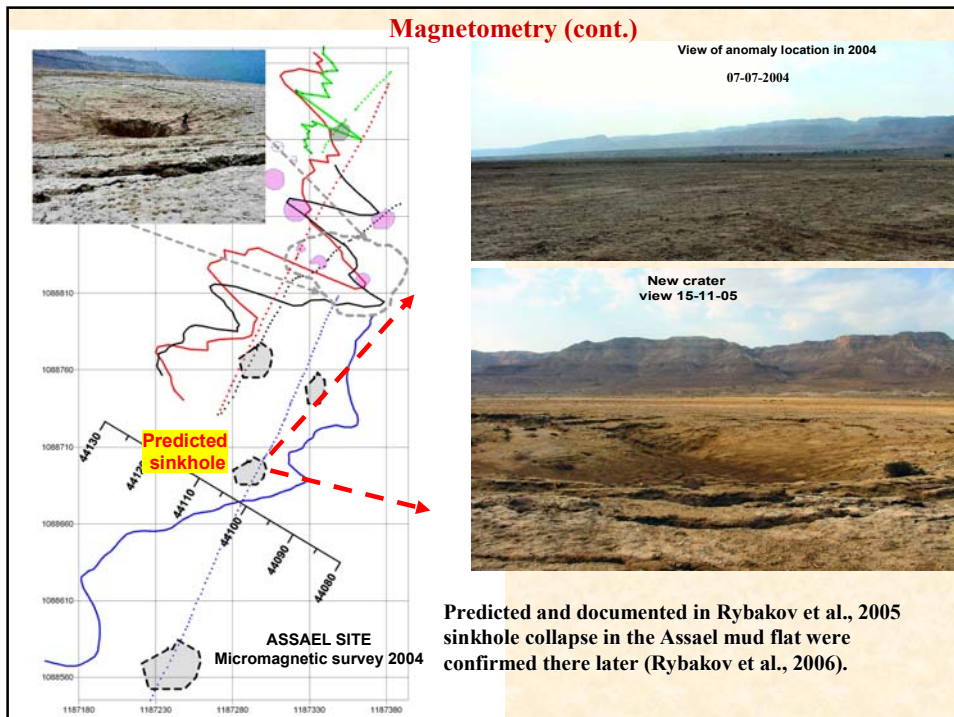 Magnetometry (cont.)
View of anomaly location in 2004
07-07-2004
New crater
view 15-11-05
1088810
1088760
1088710
1088660
1088610
1088560
Predicted
sinkhole
44130
44110
44100
44090
44080
ASSAEL SITE
Micromagnetic survey 2004
1187180
1187230
1187280
1187330
1187380
Predicted and documented in Rybakov et al., 2005
sinkhole collapse in the Assael mud flat were
confirmed there later (Rybakov et al., 2006).